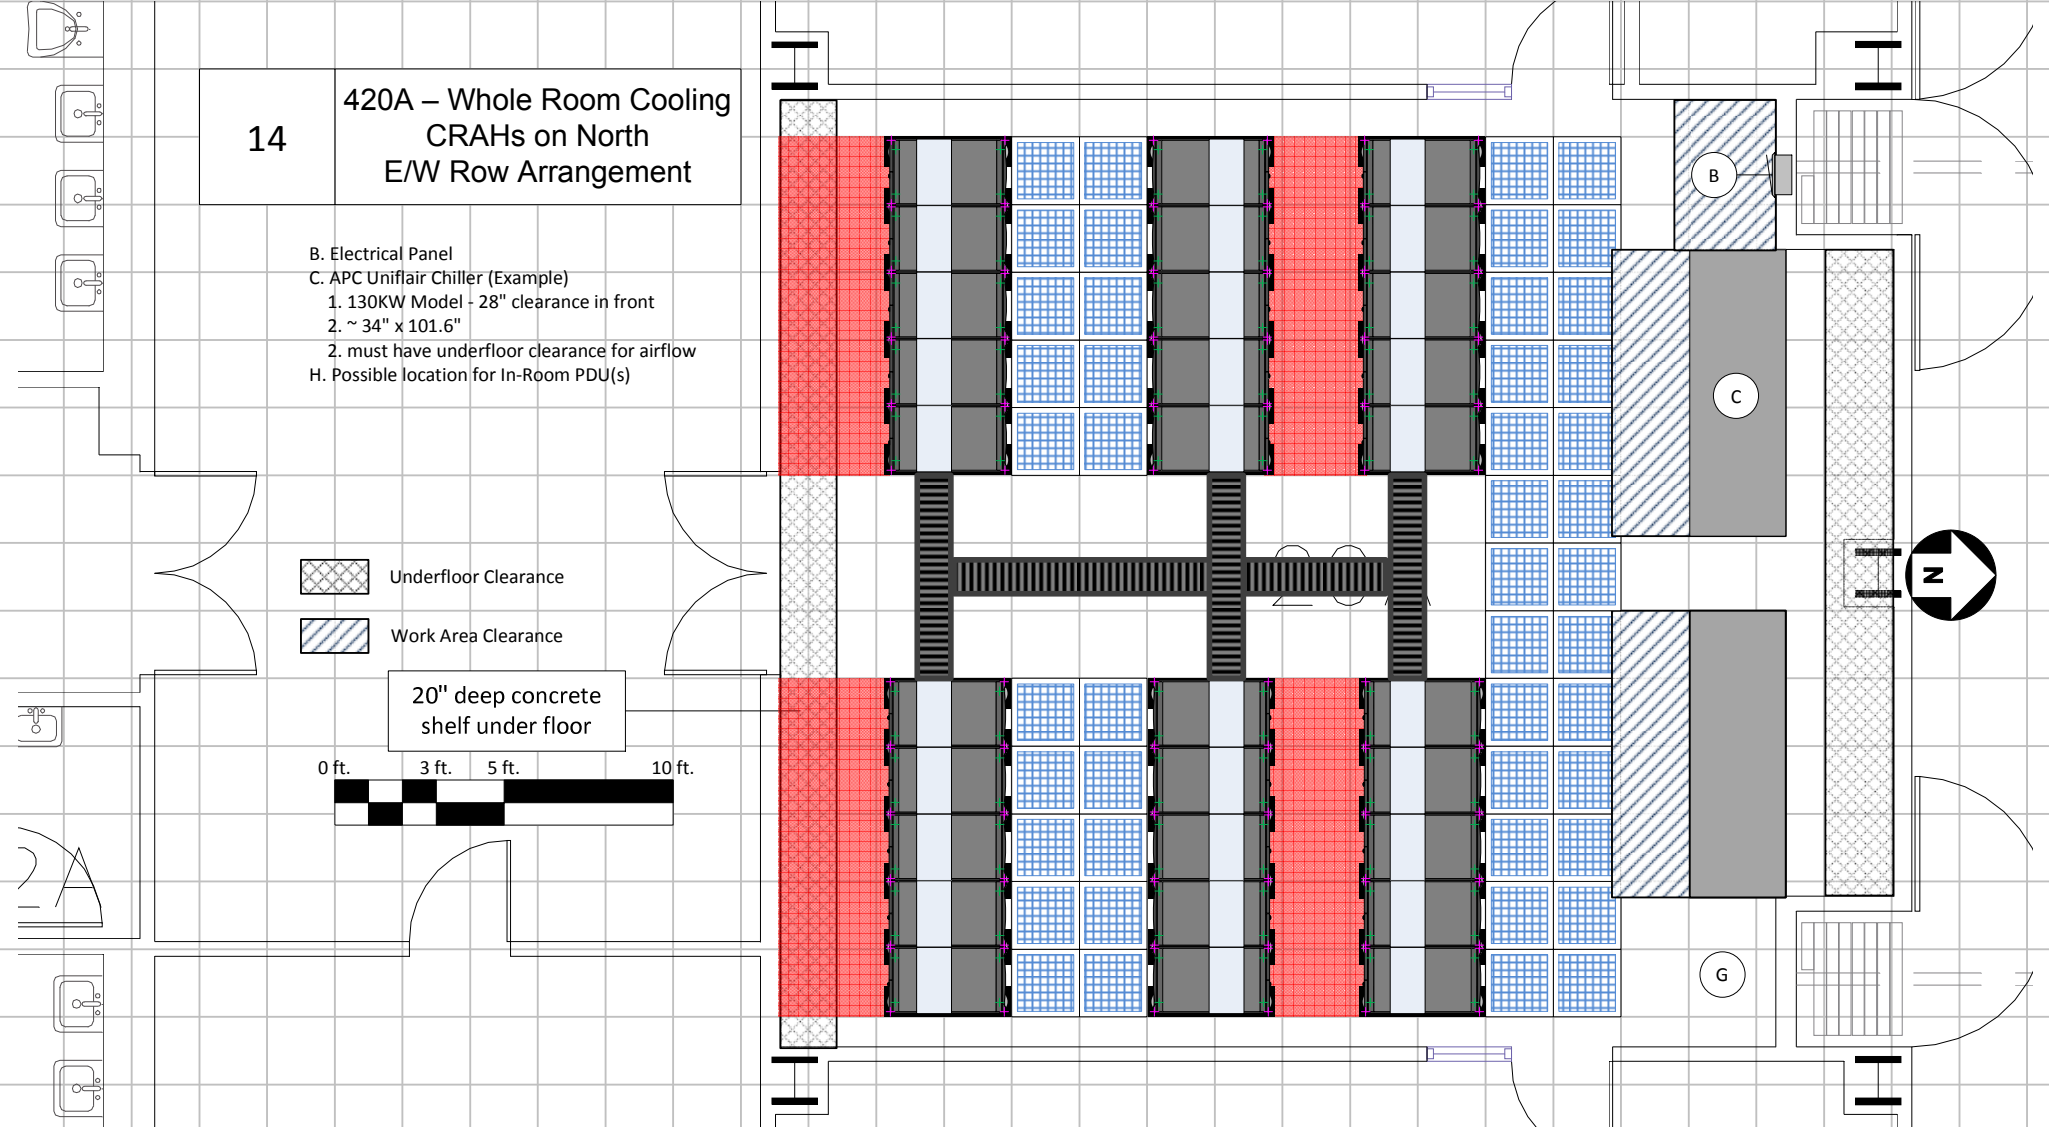 14
420A – Whole Room Cooling
CRAHs on North
E/W Row Arrangement
B. Electrical Panel
C. APC Uniflair Chiller (Example)
1. 130KW Model - 28" clearance in front
2. ~ 34" x 101.6"
2. must have underfloor clearance for airflow
H. Possible location for In-Room PDU(s)
Underfloor Clearance
Work Area Clearance
20" deep concrete
shelf under floor
0 ft. 3 ft. 5 ft. 10 ft.
B
C
N
G